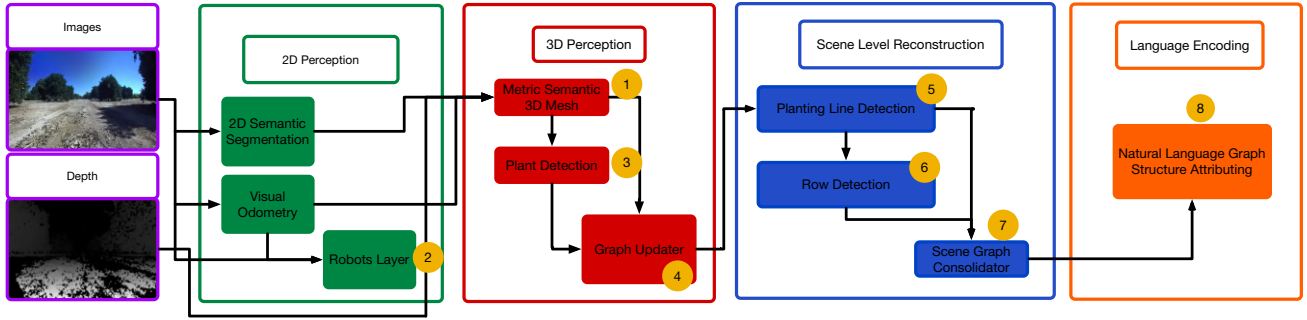 Images
Depth
2D Perception
2D Semantic
Segmentation
Visual
Odometry
Robots Layer
2
3D Perception
Metric Semantic
3D Mesh
1
Plant Detection
3
Graph Updater
4
Scene Level Reconstruction
Planting Line Detection
5
Row Detection
6
7
Scene Graph
Consolidator
Language Encoding
8
Natural Language Graph
Structure Attributing